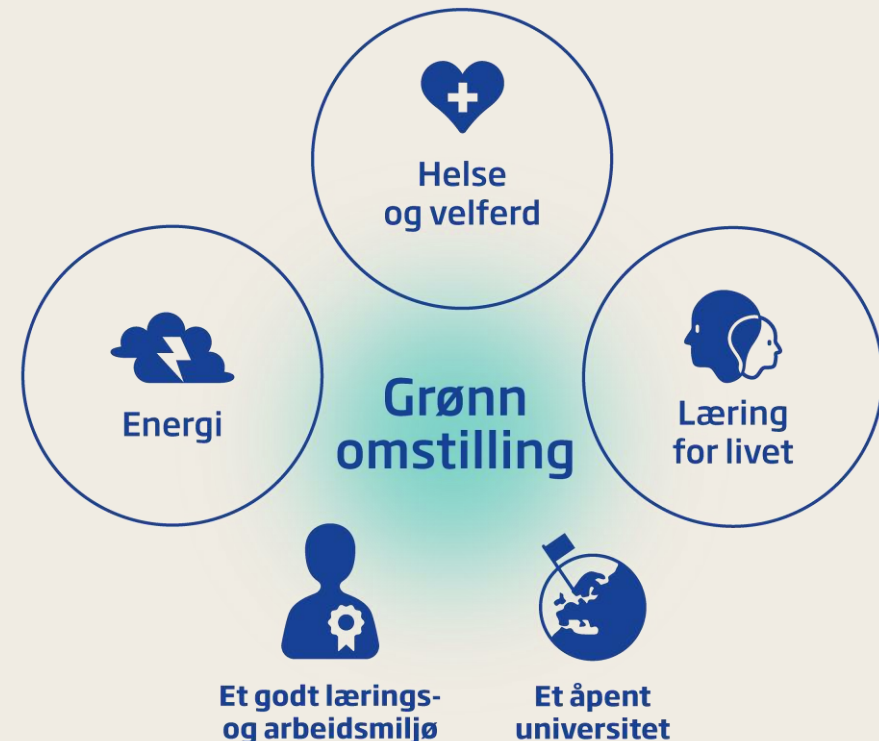 Helse
og velferd
Energi
Grønn
omstilling
Læring
for livet
Et godt lærings-
og arbeidsmiljø
Et åpent
universitet